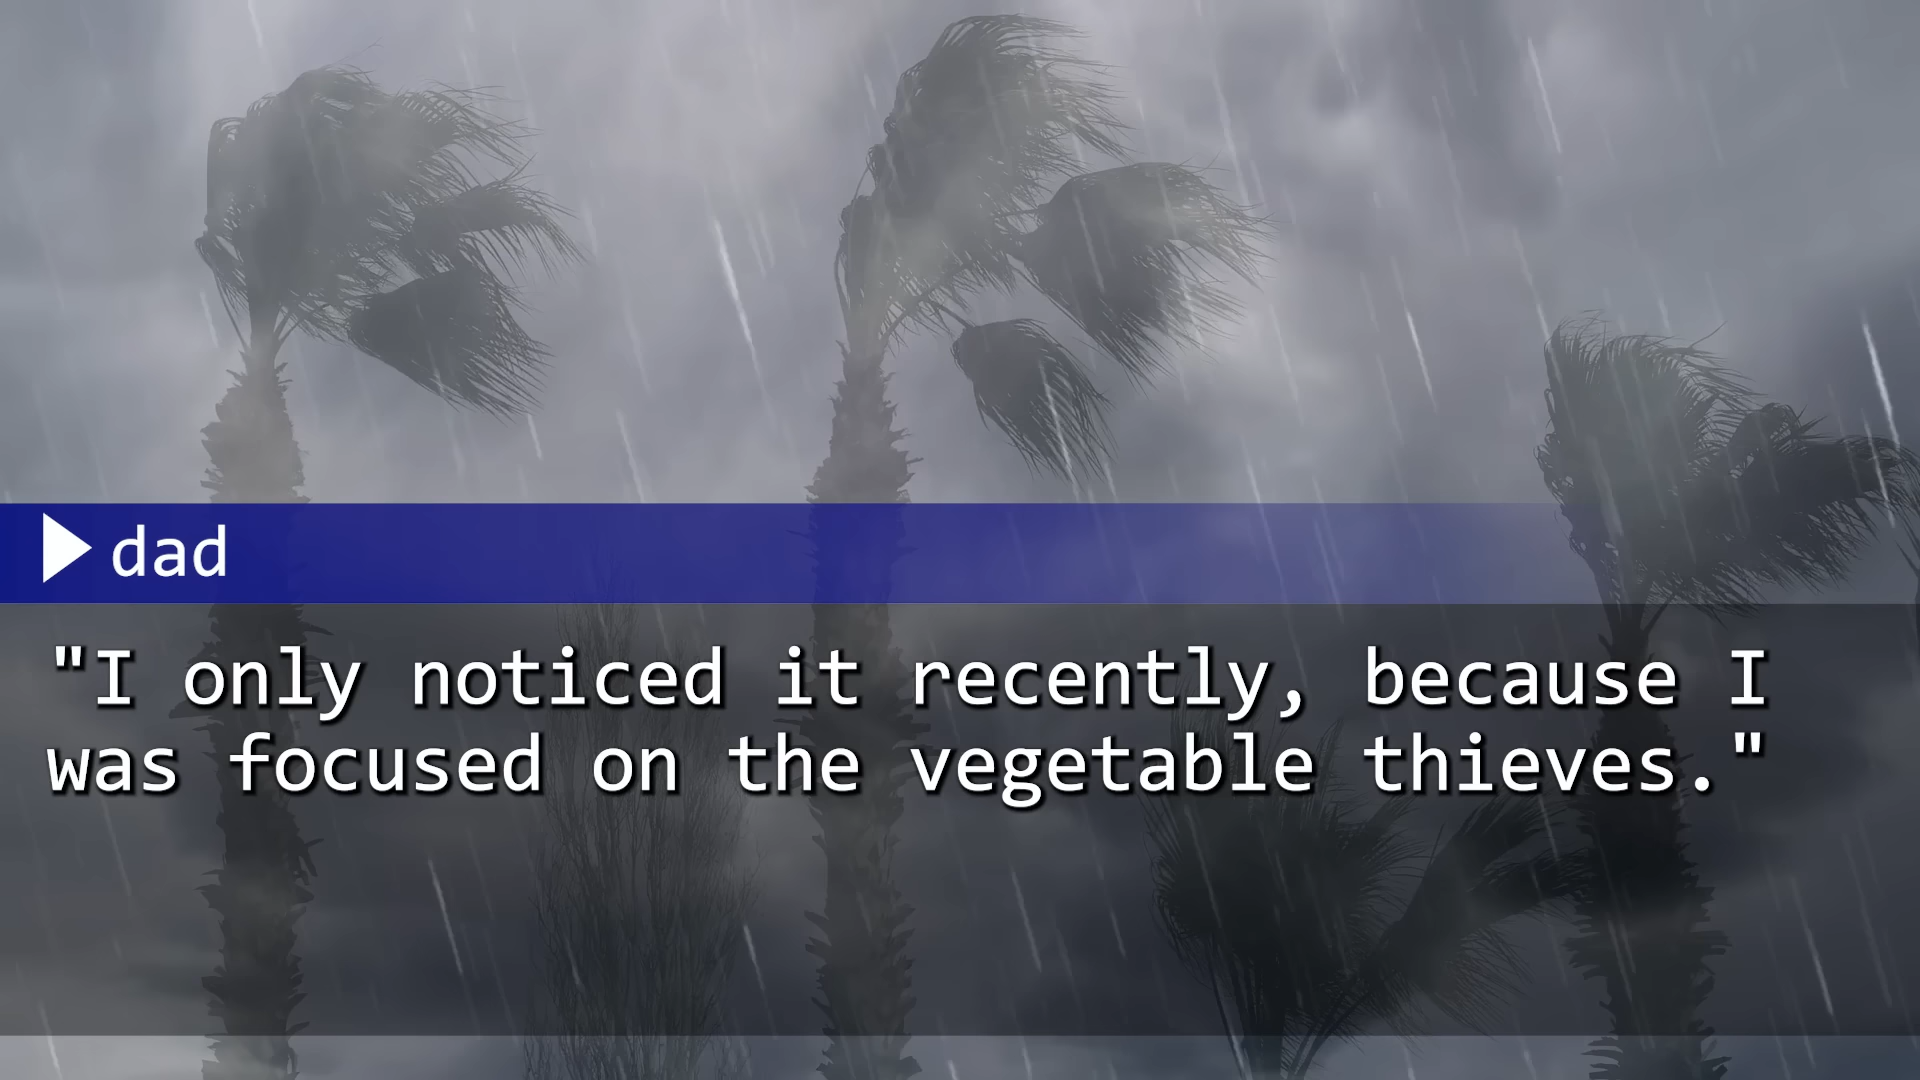 dad
"I only noticed it recently, because I
was focused on the vegetable thieves."